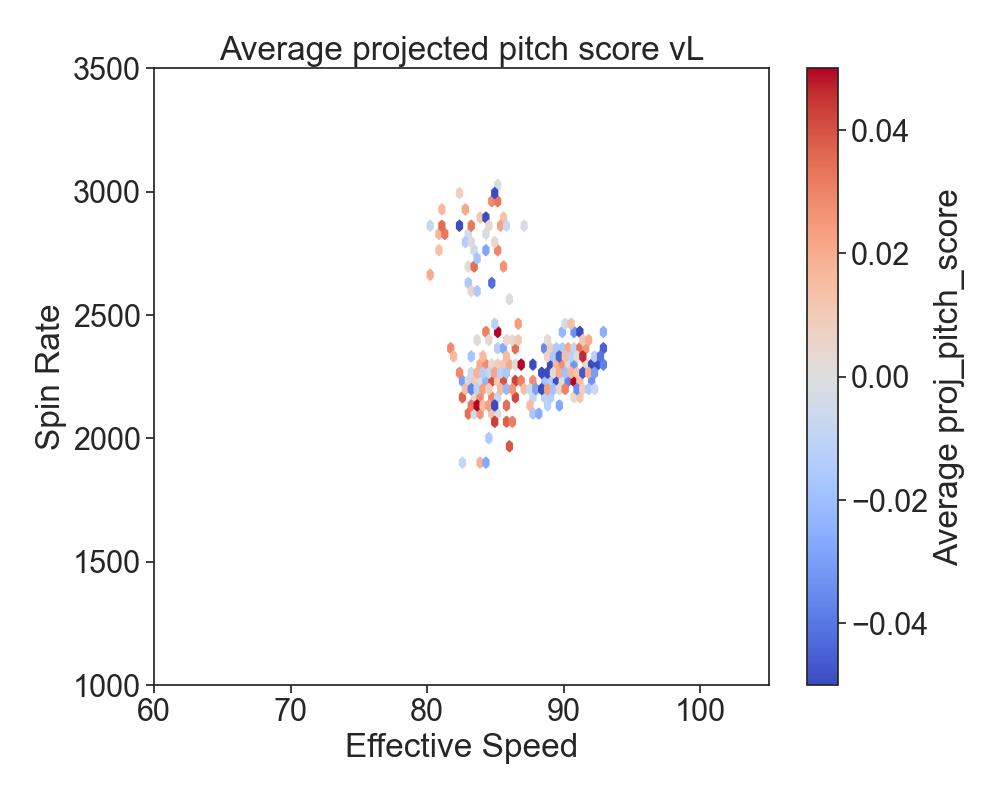 Average projected pitch score vL
3500
3000
2500
2000
1500
1000
Spin Rate
60 70 80 90 100
Effective Speed
0.04
0.02
0.00
−0.02
−0.04
Average proj_pitch_score